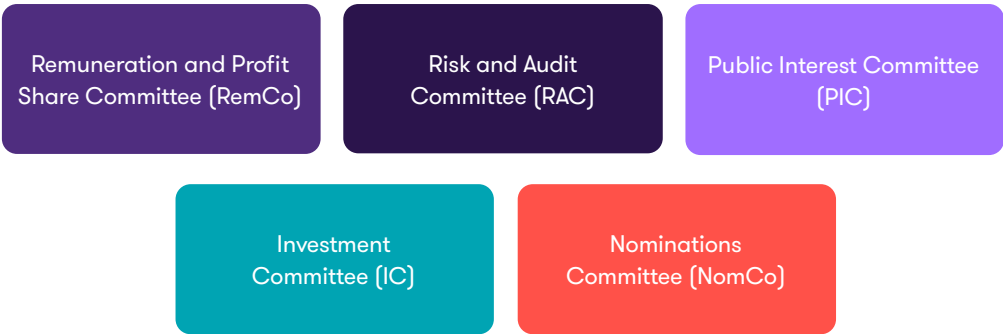 Remuneration and Profit
Share Committee (RemCo)
Risk and Audit
Committee (RAC)
Public Interest Committee
(PIC)
Investment
Committee (IC)
Nominations
Committee (NomCo)